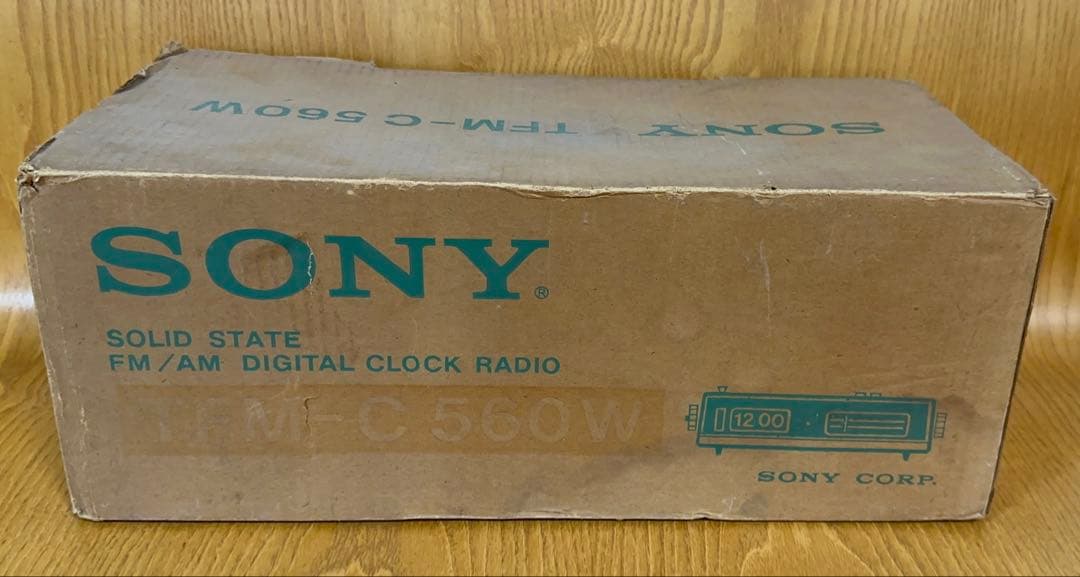 SONY TFM-C 560W
SONY®
SOLID STATE
FM/AM DIGITAL CLOCK RADIO
TFM-C 560W
12 00
SONY CORP.